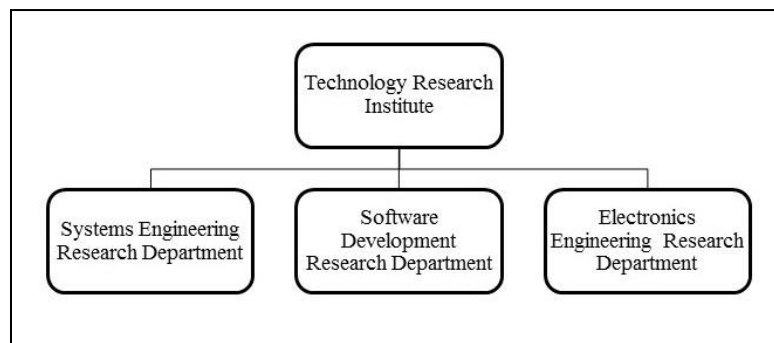 Technology Research
Institute
Systems Engineering
Research Department
Software
Development
Research Department
Electronics
Engineering Research
Department